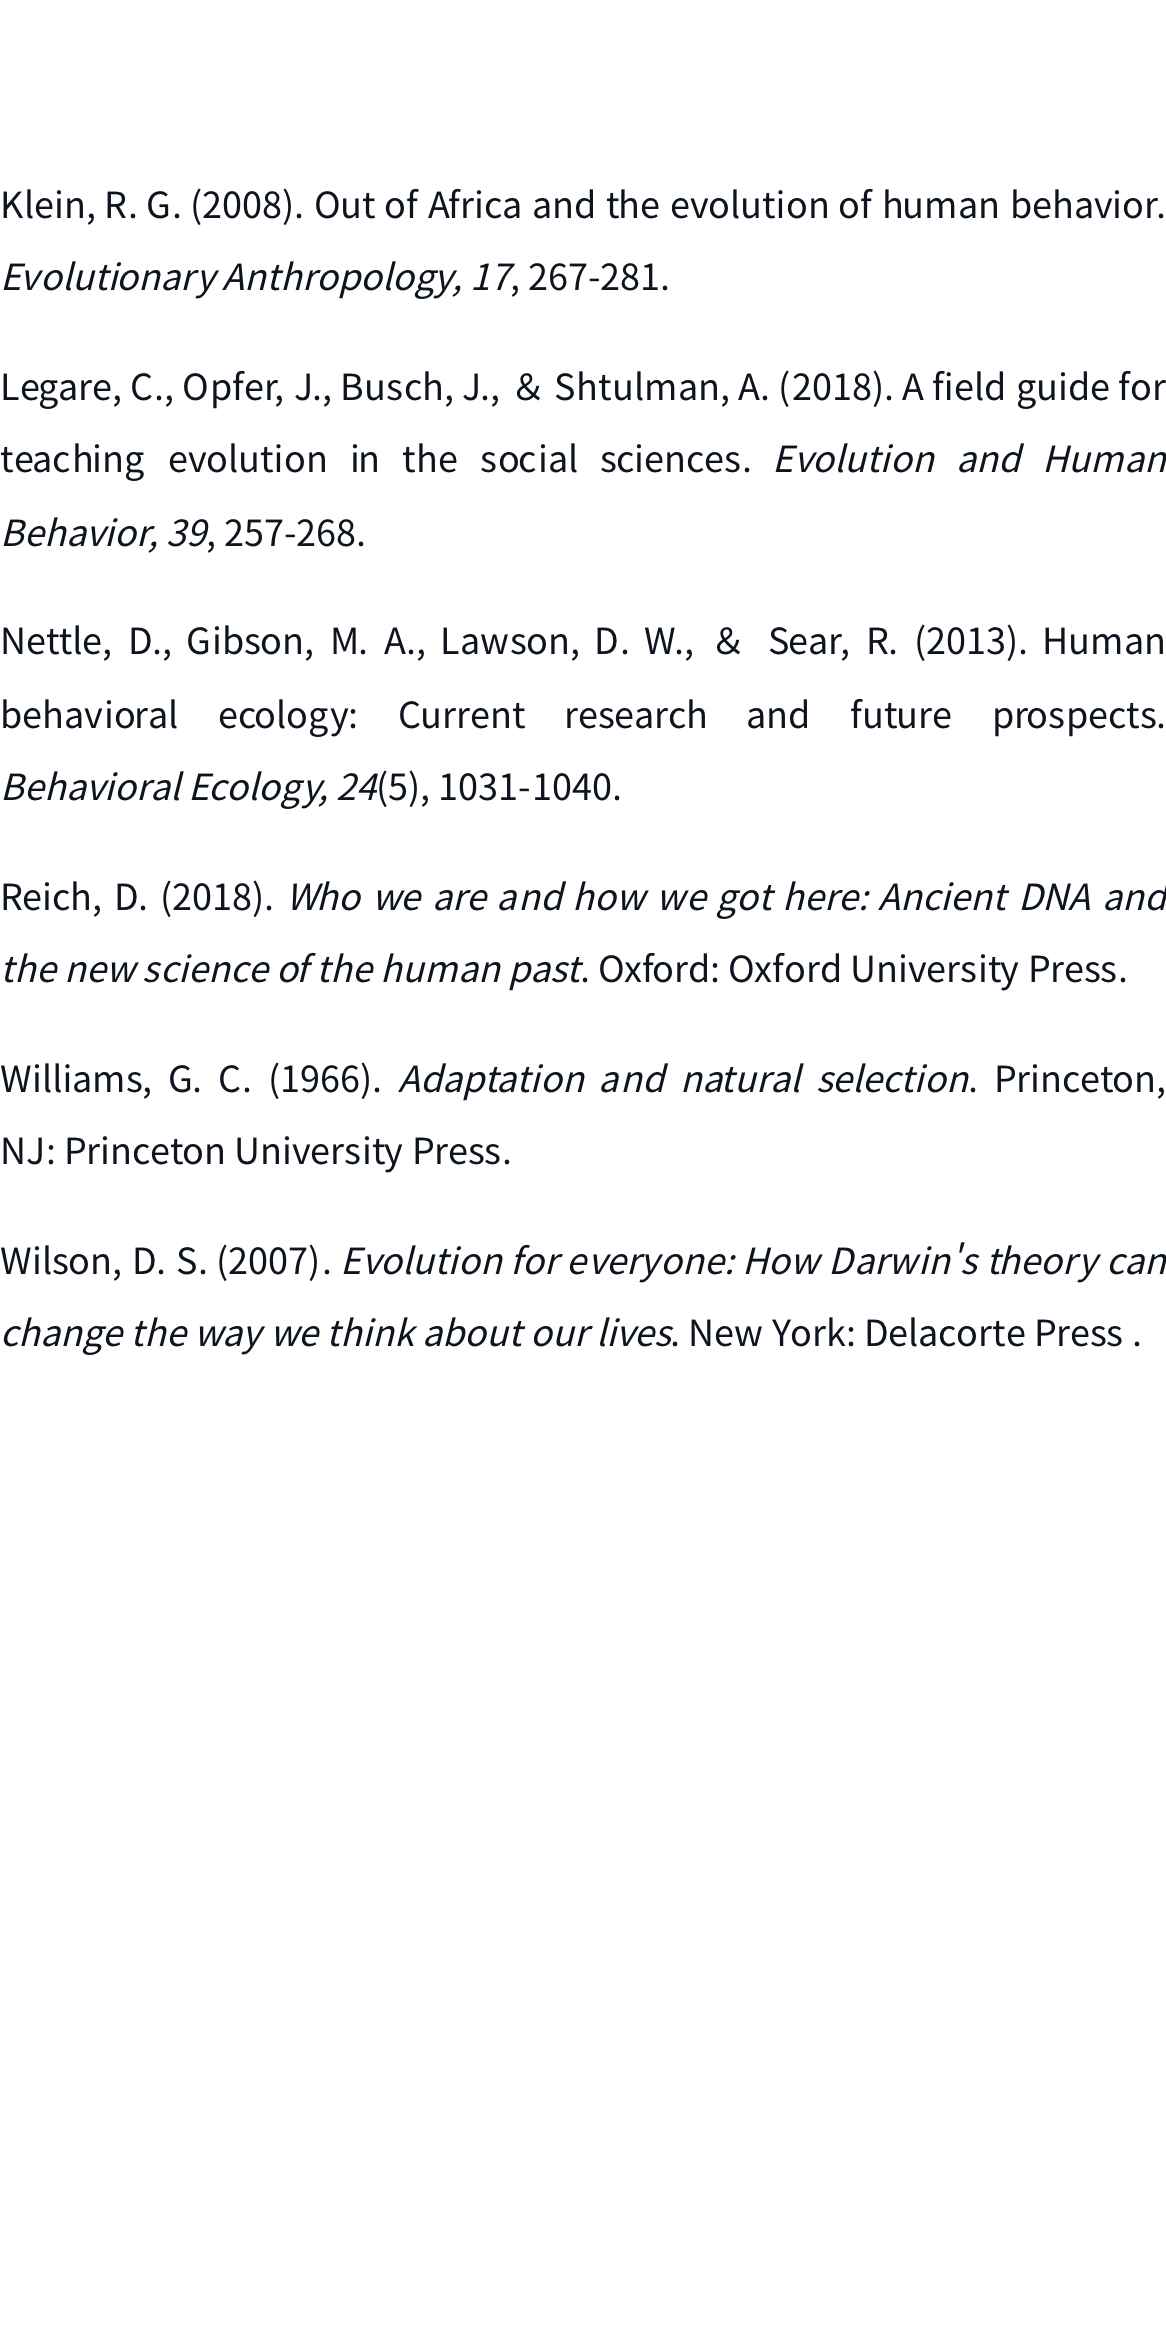 Klein, R. G. (2008). Out of Africa and the evolution of human behavior.
Evolutionary Anthropology, 17, 267-281.
Legare, C., Opfer, J., Busch, J., & Shtulman, A. (2018). A field guide for
teaching evolution in the social sciences. Evolution and Human
Behavior, 39, 257-268.
Nettle, D., Gibson, M. A., Lawson, D. W., & Sear, R. (2013). Human
behavioral ecology: Current research and future prospects.
Behavioral Ecology, 24(5), 1031-1040.
Reich, D. (2018). Who we are and how we got here: Ancient DNA and
the new science of the human past. Oxford: Oxford University Press.
Williams, G. C. (1966). Adaptation and natural selection. Princeton,
NJ: Princeton University Press.
Wilson, D. S. (2007). Evolution for everyone: How Darwin's theory can
change the way we think about our lives. New York: Delacorte Press .